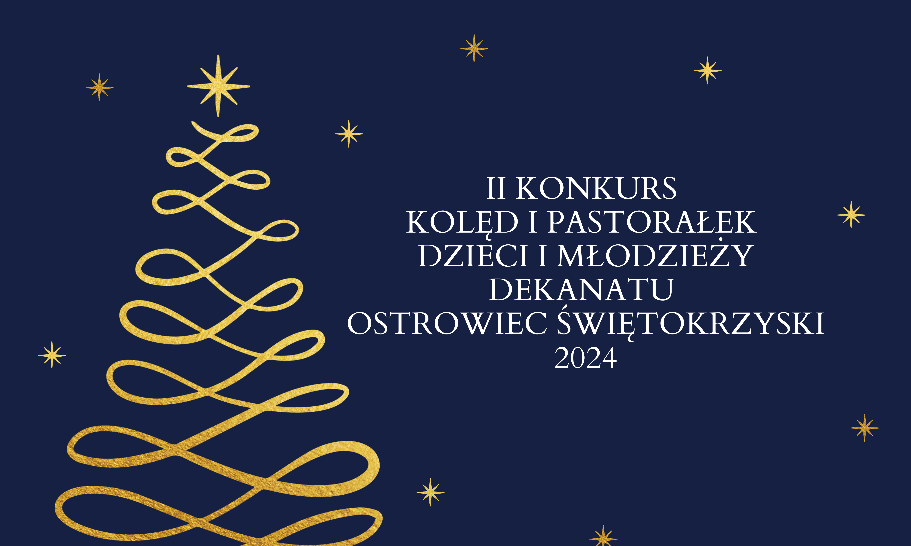 II KONKURS
KOLĘD I PASTORAŁEK
DZIECI I MŁODZIEŻY
DEKANATU
OSTROWIEC ŚWIĘTOKRZYSKI
2024